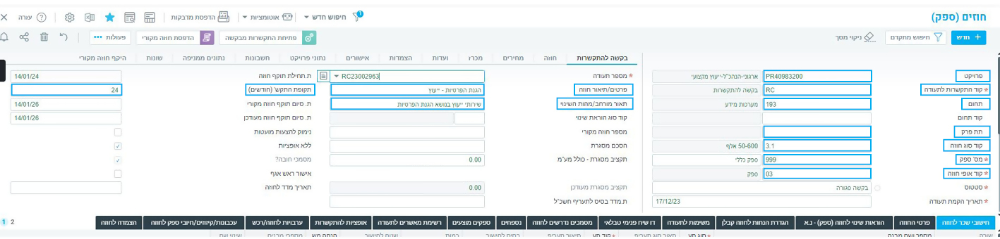 חוזים (ספק)
חיפוש חדש
1
אוטומציות
הדפסת מדבקות
עזרה
+ חדש
חיפוש מתקדם
ניקוי מסך
פתיחת התקשרות מבקשה
הדפסת חוזה מקורי
פעולות
בקשה להתקשרות
חוזה
מחירים
מכרז
ועדות
הצמדות
אישורים
נתוני פרויקט
חשבונות
נתונים ממניפה
שונות
היקף חוזה מקורי
פרויקט PR40983200 ארגוני-הנהכ"ל-ייעוץ מקצועי
* קוד התקשרות לתעודה RC בקשה להתקשרות
תחום 193 מערכות מידע
קוד תחום
תת פרק
קוד סוג חוזה 3.1 50-600 אלף
* מס' ספק 999 ספק כללי
* קוד אופי חוזה 03 ספק
* סטטוס בקשה סגורה
* תאריך הקמת תעודה 17/12/23
* מספר תעודה RC23002963
פרטים/תיאור חוזה הגנת הפרטיות - ייעוץ
תאור מורחב/מהות השינוי שירותי ייעוץ בנושא הגנת הפרטיות
קוד סוג הוראת שינוי
מספר חוזה מקורי
הסכם מסגרת
תקציב מסגרת - כולל מע"מ 0.00
תקציב מסגרת מעודכן 0.00
ת.מדד בסיס לתעריף חשכ"ל
ת.תחילת תוקף חוזה 14/01/24
תקופת התקש' (חודשים) 24
ת. סיום תוקף חוזה מקורי 14/01/26
ת. סיום תוקף חוזה מעודכן 14/01/26
נימוק להצעות מועטות
ללא אופציות
מסמכי חובה?
אישור ראש אגף
תאריך מדד לחוזה
חישובי שכר לחוזה
פרטי החוזה
הוראות שינוי לחוזה (ספק) - נ.א
הגדרת הנחות לחוזה קבלן
משימות לתעודה
דו שיח פנימי טבלאי
מסמכים נדרשים לחוזה
נספחים
ספקים מוצעים
רשימת מאשרים לתעודה
אופציות להתקשרות
ערבויות לחוזה/רכש
עכבונות/קיזוזים/חיובי ספק לחוזה
הצמדה לחוזה
1 2